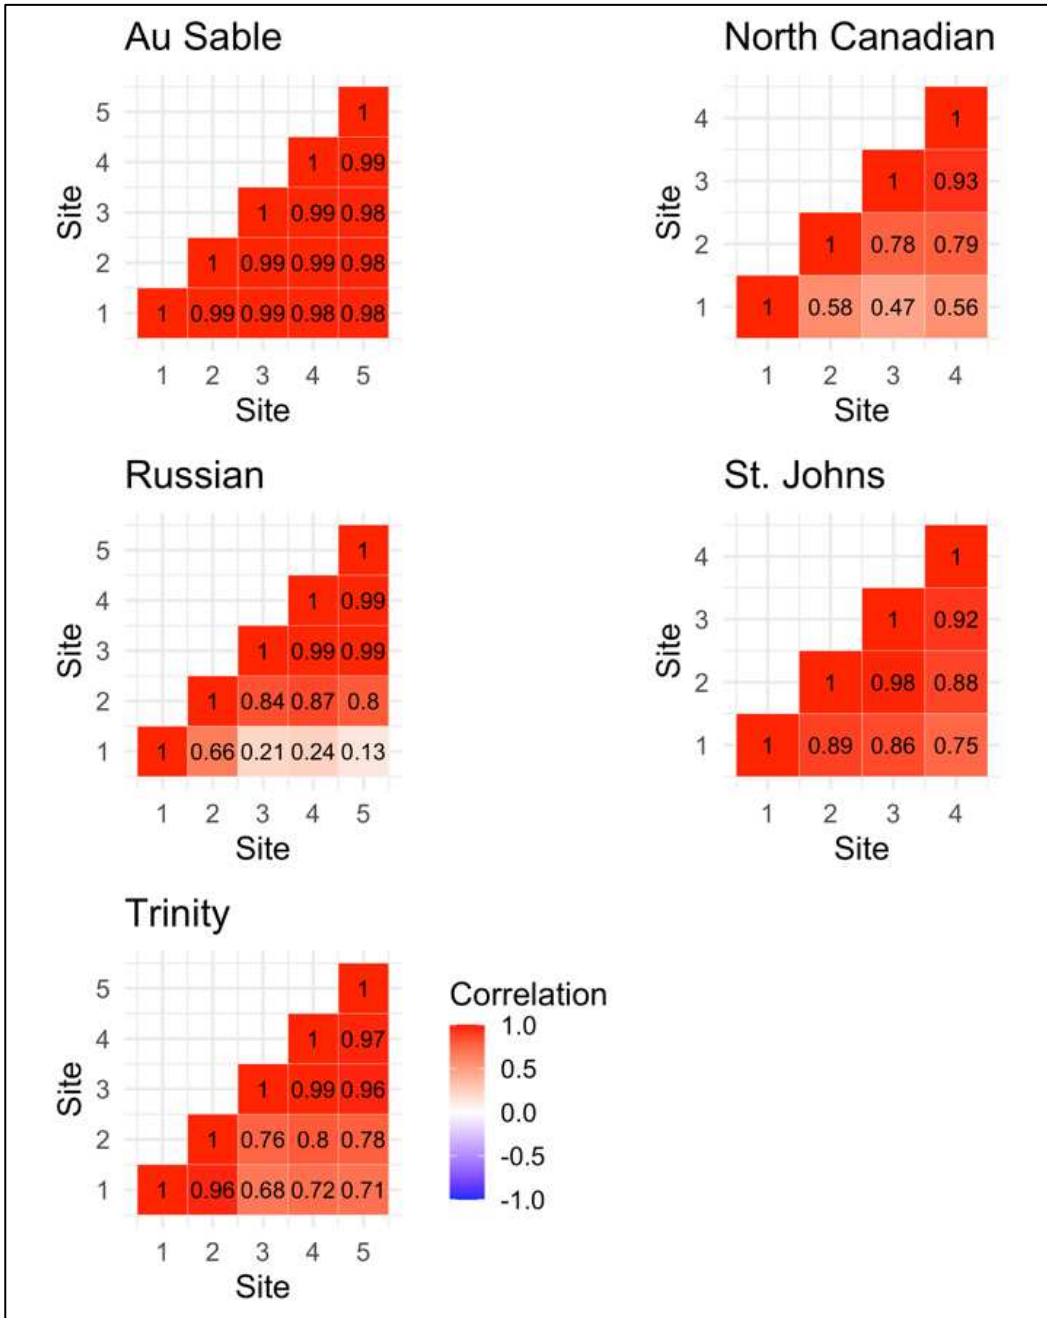 Au Sable
5 1
4 1 0.99
3 1 0.99 0.98
2 1 0.99 0.99 0.98
1 1 0.99 0.99 0.98 0.98
1 2 3 4 5
Site
Site
North Canadian
4 1
3 1 0.93
2 1 0.78 0.79
1 1 0.58 0.47 0.56
1 2 3 4
Site
Site
Russian
5 1
4 1 0.99
3 1 0.99 0.99
2 1 0.84 0.87 0.8
1 1 0.66 0.21 0.24 0.13
1 2 3 4 5
Site
Site
St. Johns
4 1
3 1 0.92
2 1 0.98 0.88
1 1 0.89 0.86 0.75
1 2 3 4
Site
Site
Trinity
5 1
4 1 0.97
3 1 0.99 0.96
2 1 0.76 0.8 0.78
1 1 0.96 0.68 0.72 0.71
1 2 3 4 5
Site
Site
Correlation
1.0
0.5
0.0
-0.5
-1.0